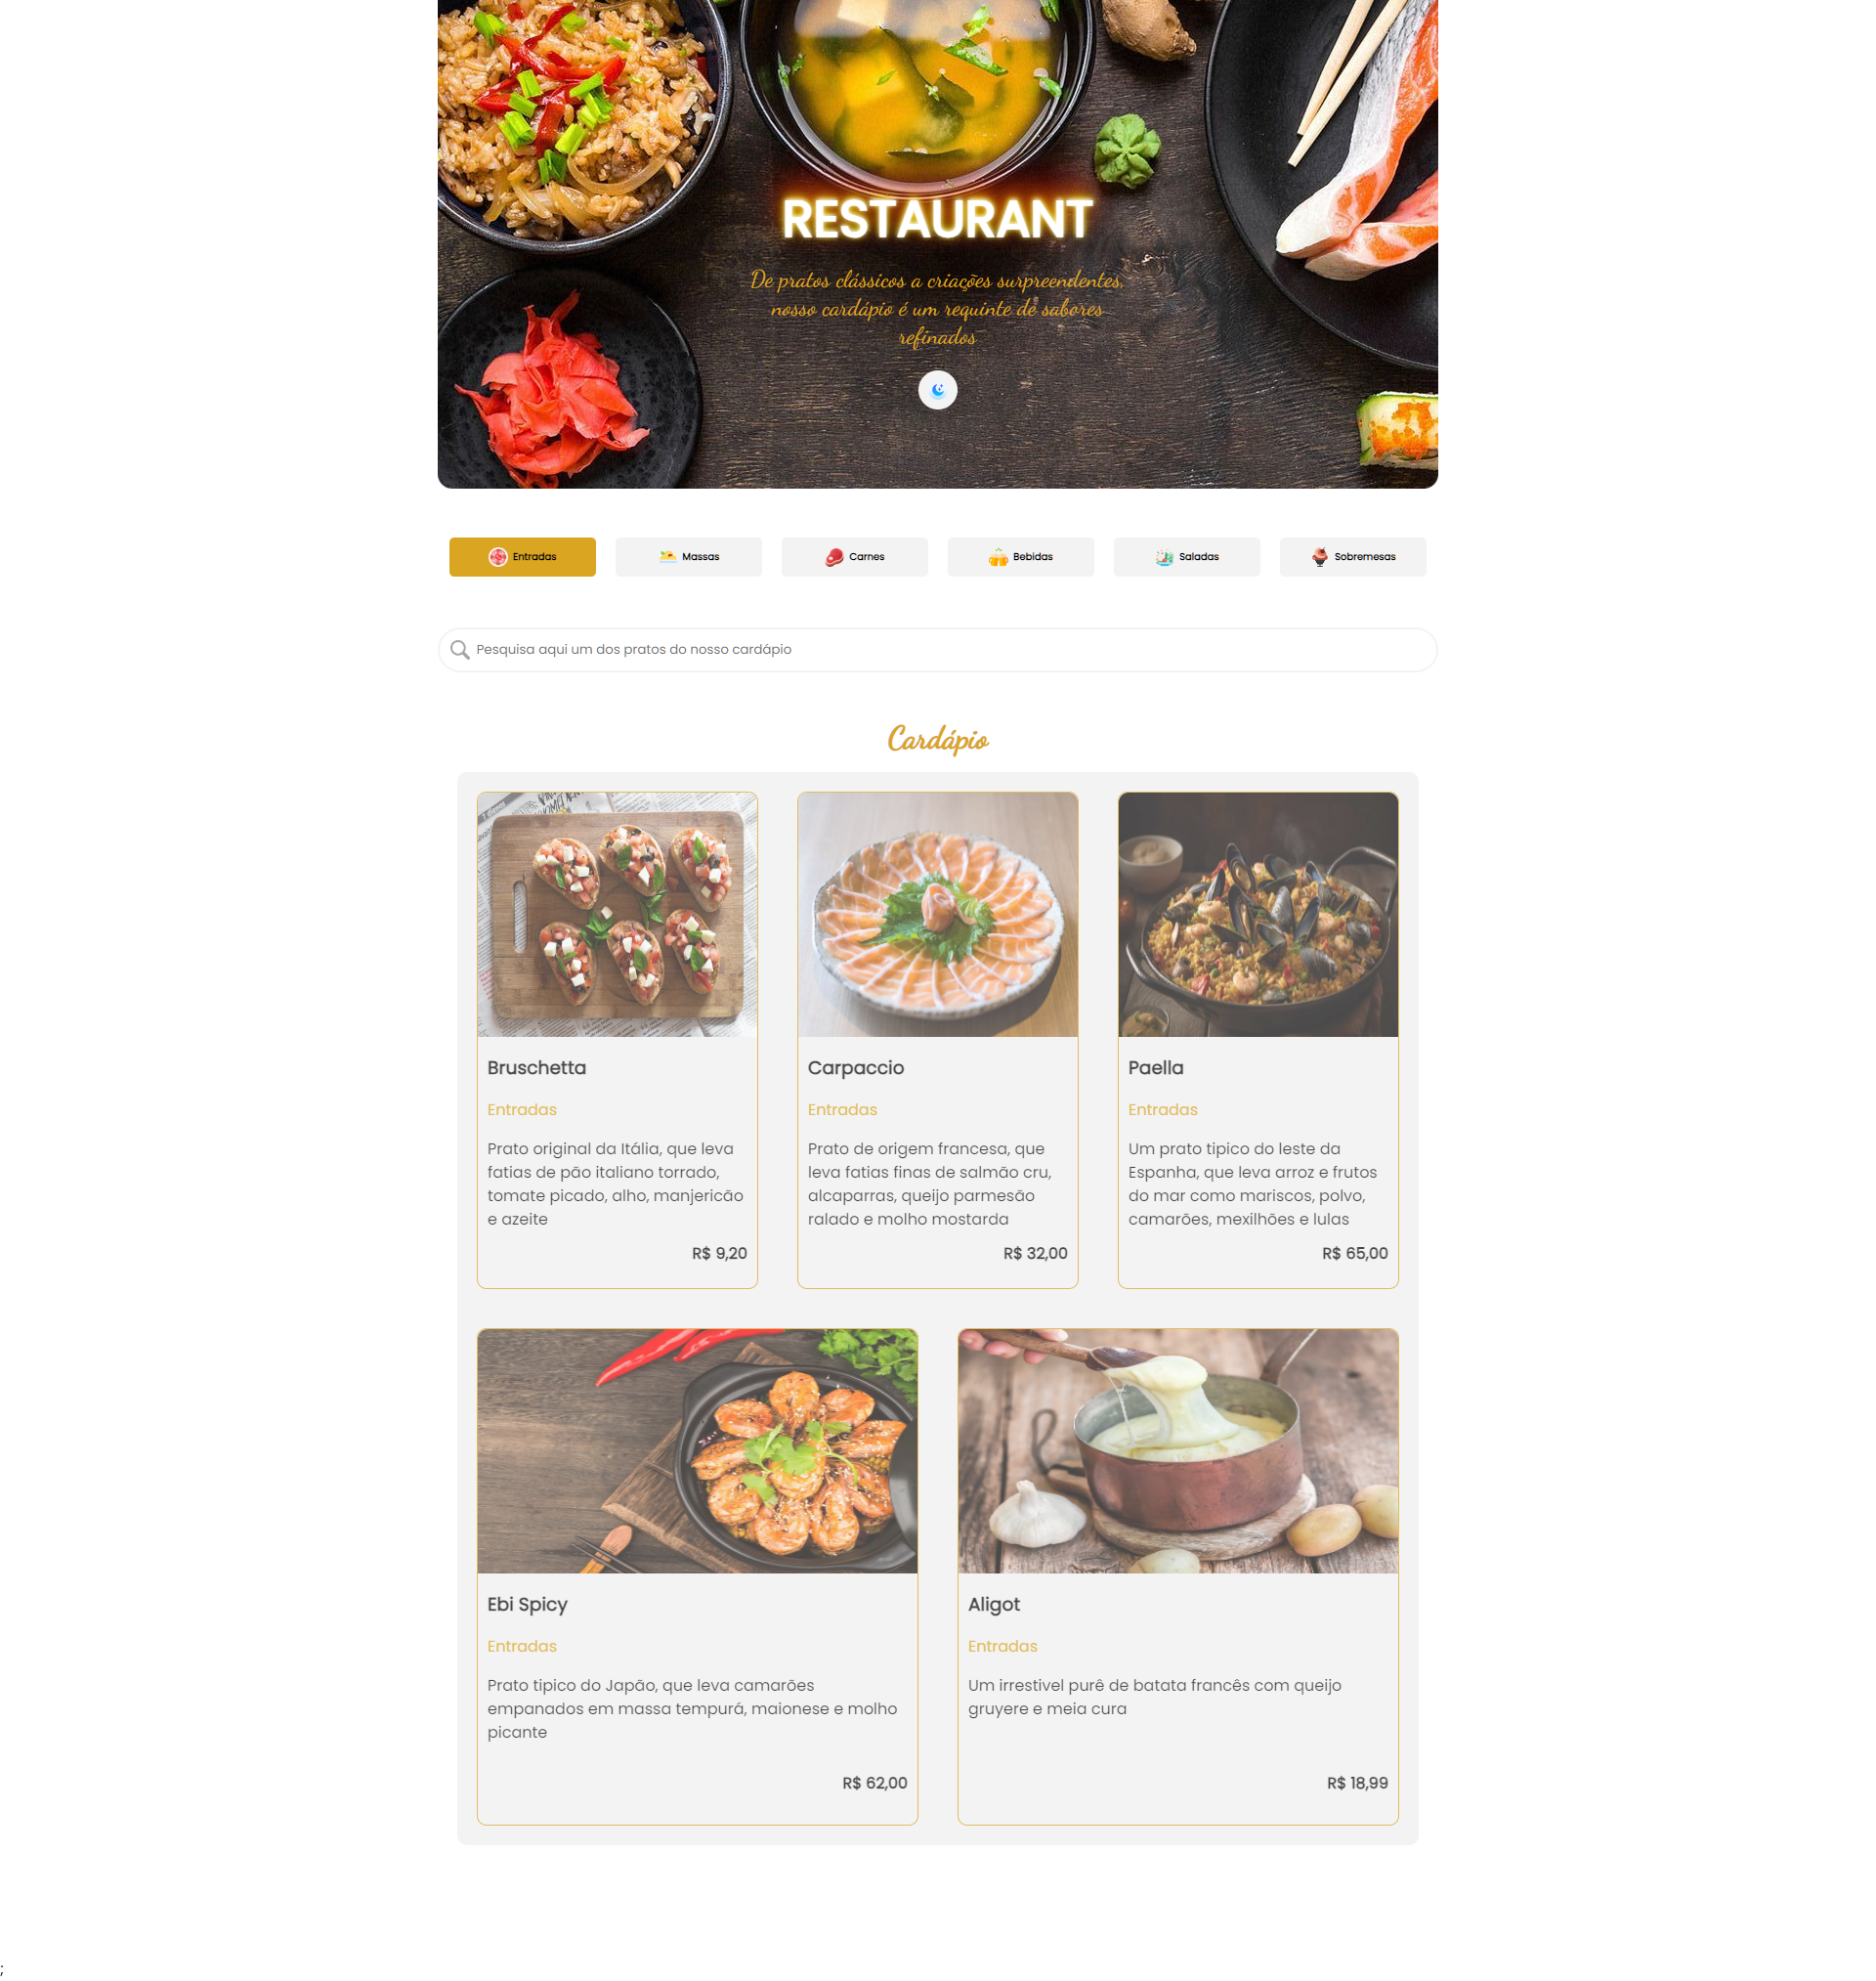 RESTAURANT
De pratos clássicos a criações surpreendentes,
nosso cardápio é um requinte de sabores
refinados
Entradas
Massas
Carnes
Bebidas
Saladas
Sobremesas
Pesquisa aqui um dos pratos do nosso cardápio
Cardápio
Bruschetta
Entradas
Prato original da Itália, que leva
fatias de pão italiano torrado,
tomate picado, alho, manjericão
e azeite
R$ 9,20
Carpaccio
Entradas
Prato de origem francesa, que
leva fatias finas de salmão cru,
alcaparras, queijo parmesão
ralado e molho mostarda
R$ 32,00
Paella
Entradas
Um prato tipico do leste da
Espanha, que leva arroz e frutos
do mar como mariscos, polvo,
camarões, mexilhões e lulas
R$ 65,00
Ebi Spicy
Entradas
Prato tipico do Japão, que leva camarões
empanados em massa tempurá, maionese e molho
picante
R$ 62,00
Aligot
Entradas
Um irrestivel purê de batata francês com queijo
gruyere e meia cura
R$ 18,99
;